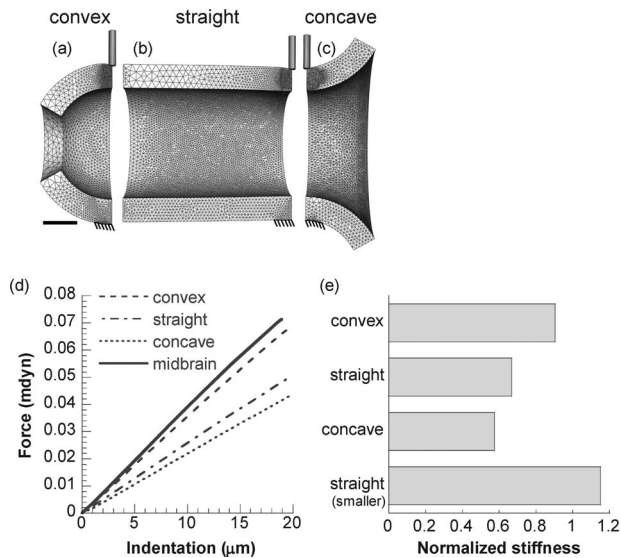 convex straight concave
(a) (b) (c)
(d)
Force (mdyn)
0.08
0.07
0.06
0.05
0.04
0.03
0.02
0.01
0
convex
straight
concave
midbrain
0 5 10 15 20
Indentation (μm)
(e)
convex
straight
concave
straight
(smaller)
0 0.2 0.4 0.6 0.8 1 1.2
Normalized stiffness